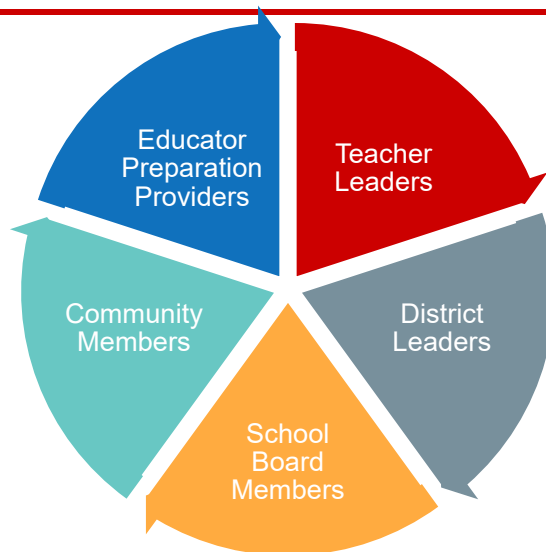 Educator
Preparation
Providers
Teacher
Leaders
Community
Members
District
Leaders
School
Board
Members